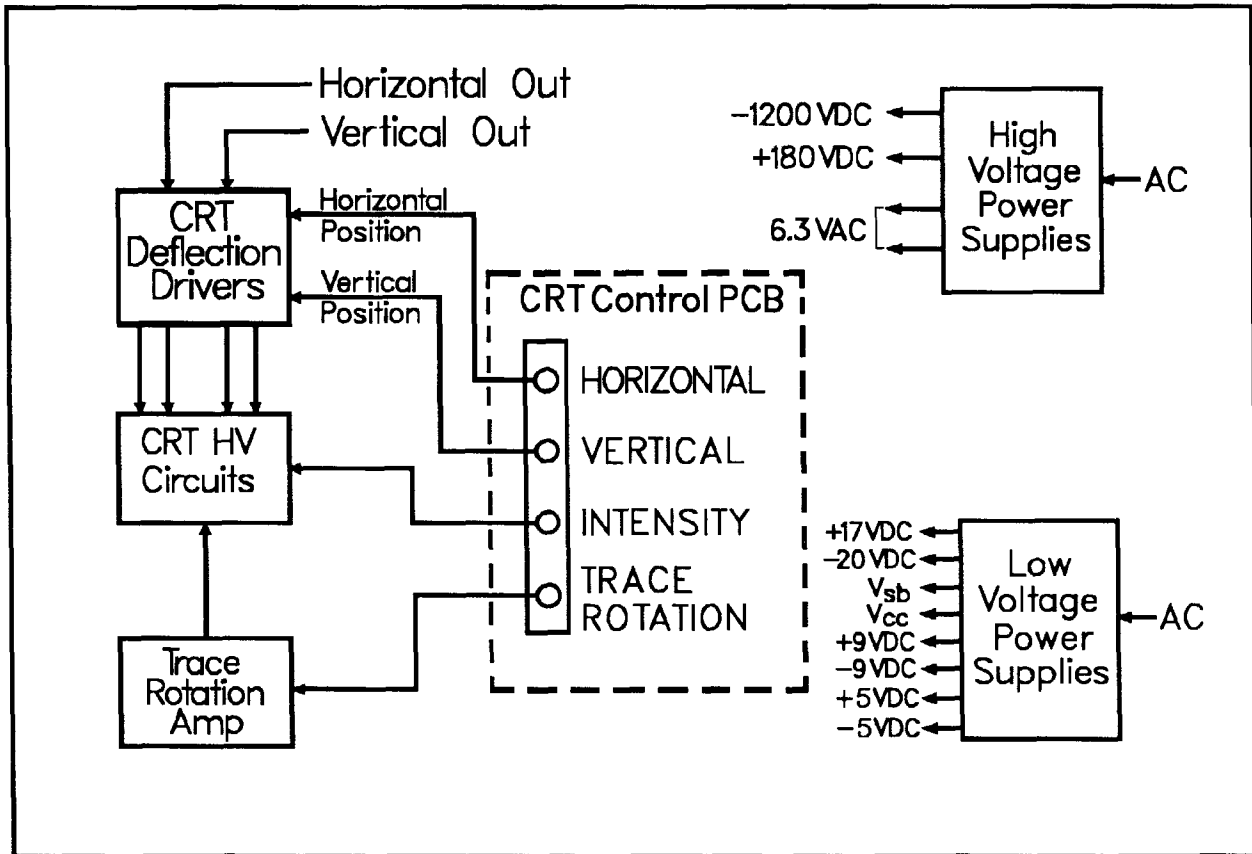 Horizontal Out
Vertical Out
CRT
Deflection
Drivers
Horizontal
Position
Vertical
Position
CRT HV
Circuits
Trace
Rotation
Amp
CRT Control PCB
HORIZONTAL
VERTICAL
INTENSITY
TRACE
ROTATION
-1200 VDC
+180 VDC
6.3 VAC
High
Voltage
Power
Supplies
AC
+17 VDC
-20 VDC
Vsb
Vcc
+9 VDC
-9 VDC
+5 VDC
-5 VDC
Low
Voltage
Power
Supplies
AC